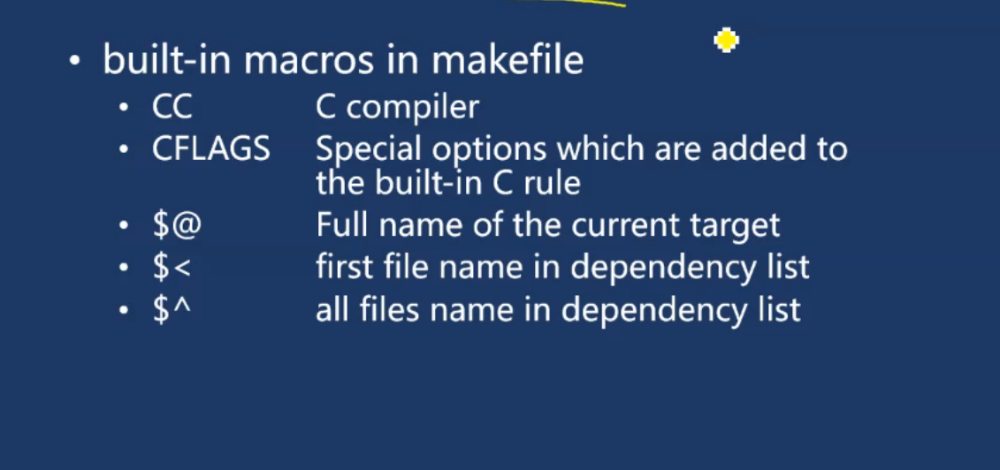 • built-in macros in makefile
• CC C compiler
• CFLAGS Special options which are added to
the built-in C rule
• $@ Full name of the current target
• $< first file name in dependency list
• $^ all files name in dependency list